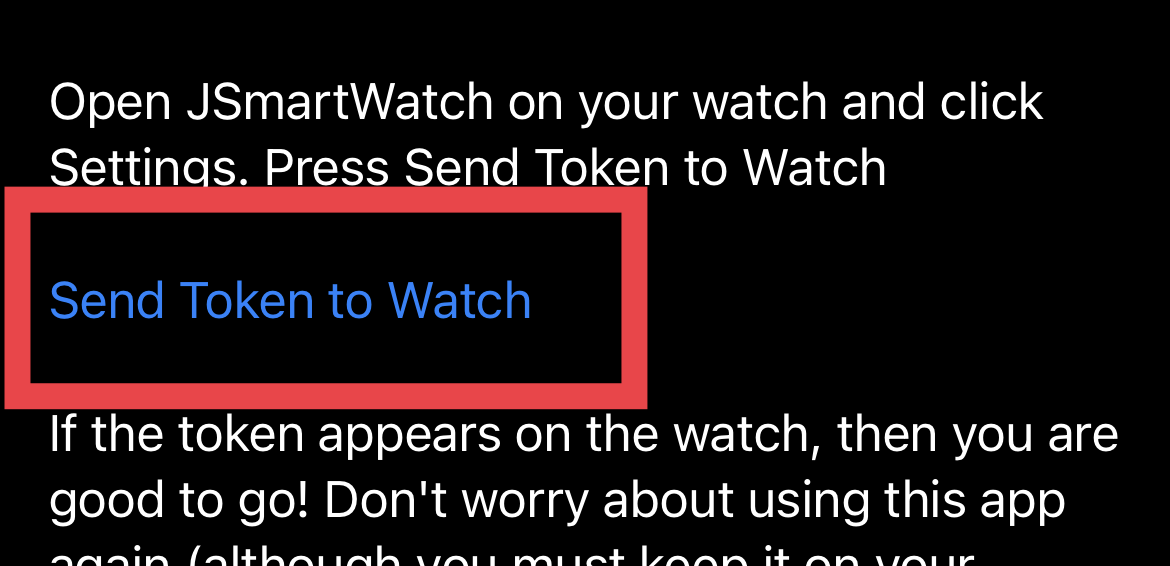 Open JSmartWatch on your watch and click
Settings. Press Send Token to Watch
Send Token to Watch
If the token appears on the watch, then you are
good to go! Don't worry about using this app
again (although you must keep it on your